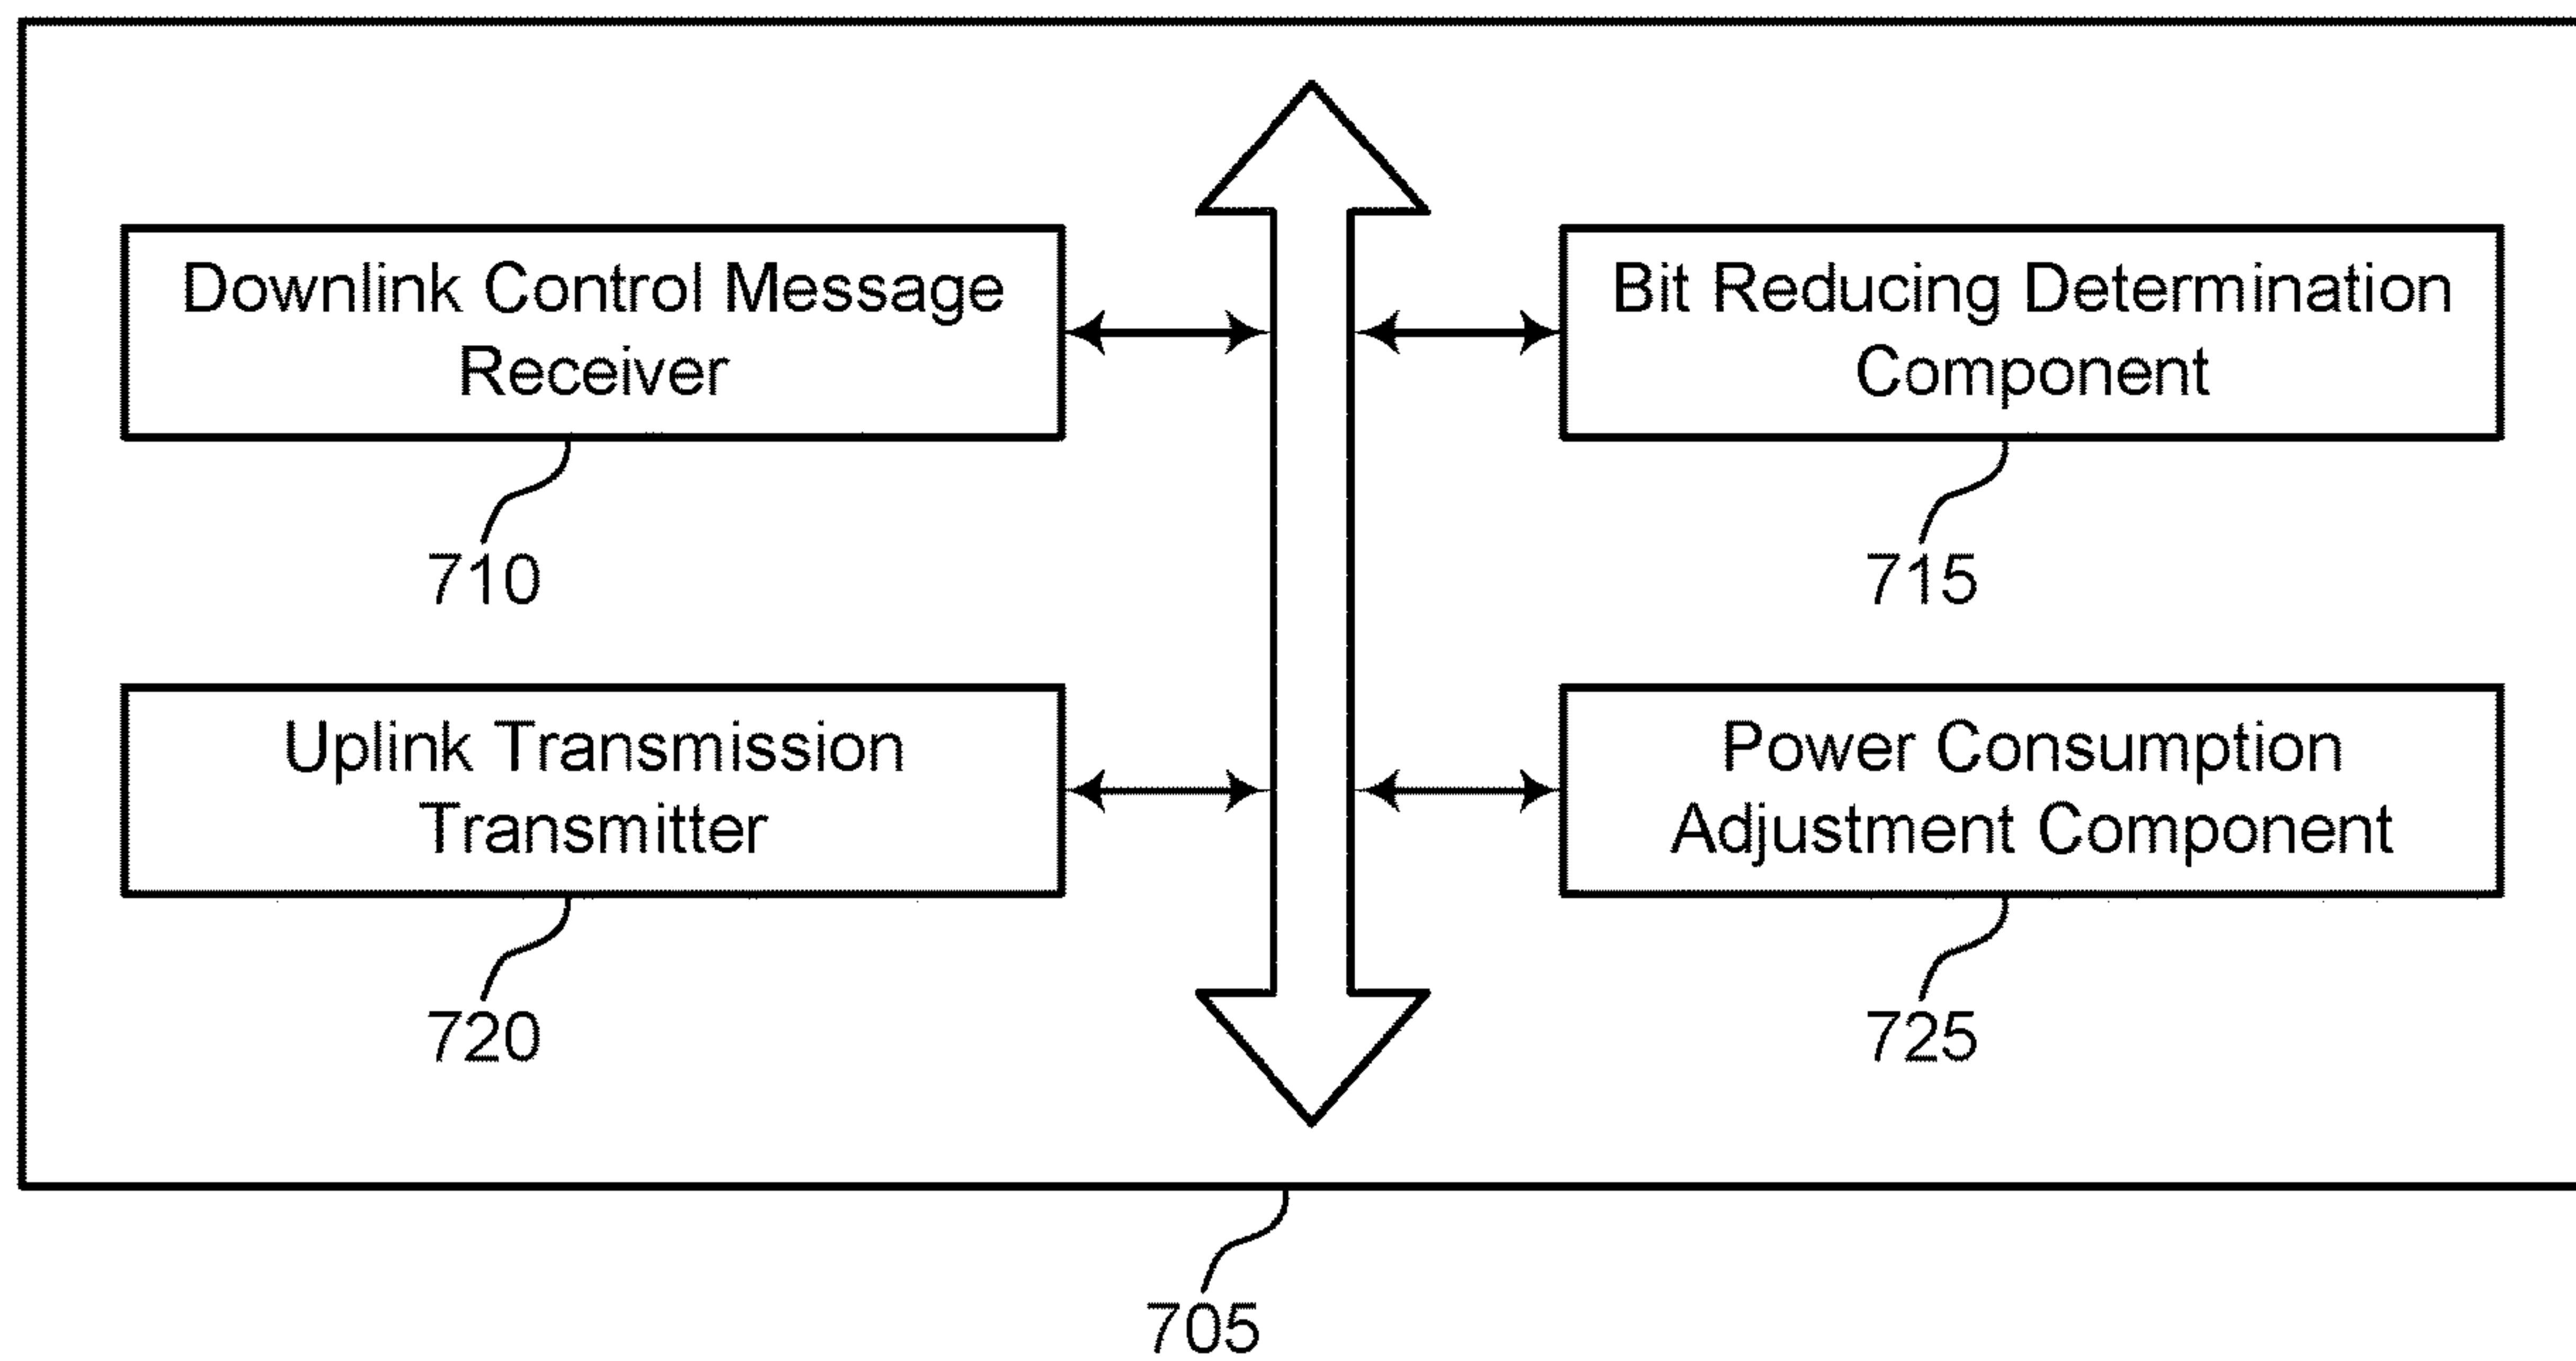 Downlink Control Message
Receiver
710
Bit Reducing Determination
Component
715
Uplink Transmission
Transmitter
720
Power Consumption
Adjustment Component
725
705